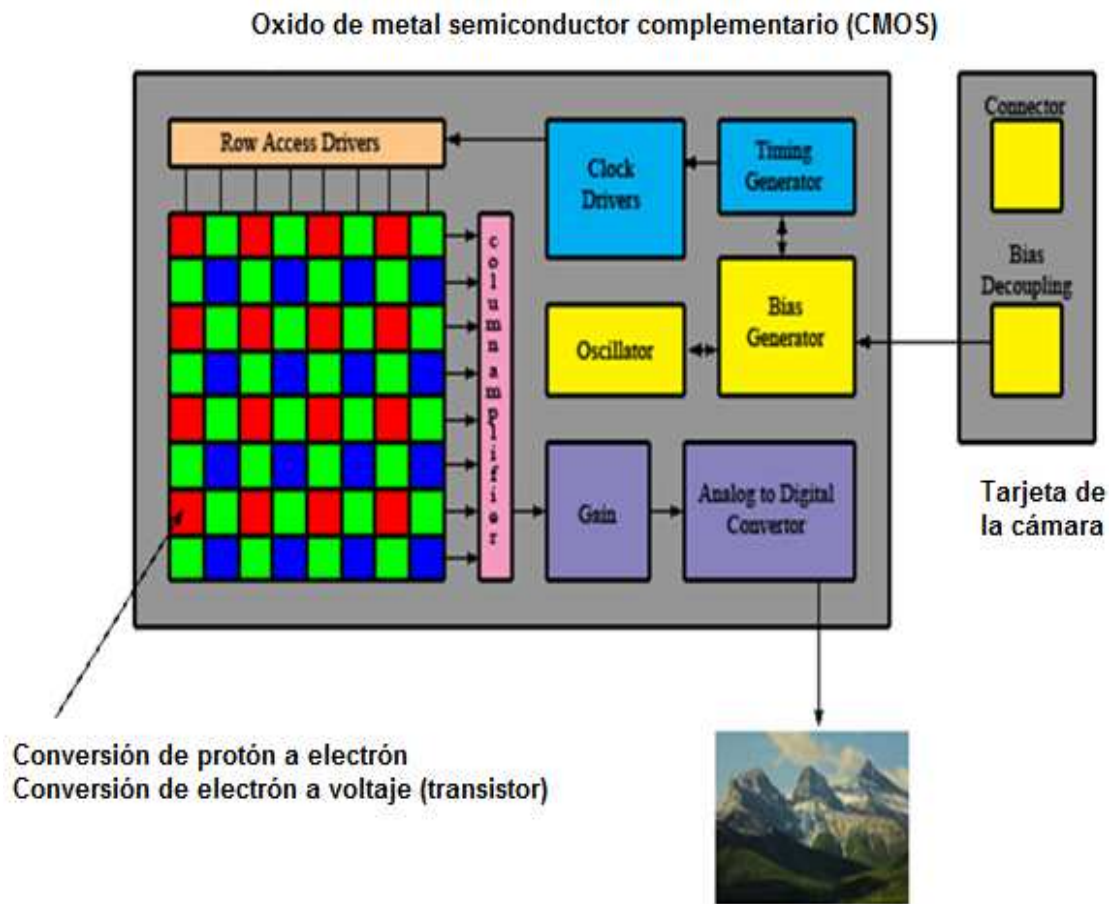 Oxido de metal semiconductor complementario (CMOS)
Row Access Drivers
Clock
Drivers
Timing
Generator
Connector
column amplifier
Oscillator
Bias
Generator
Bias
Decoupling
Gain
Analog to Digital
Convertor
Tarjeta de
la cámara
Conversión de protón a electrón
Conversión de electrón a voltaje (transistor)